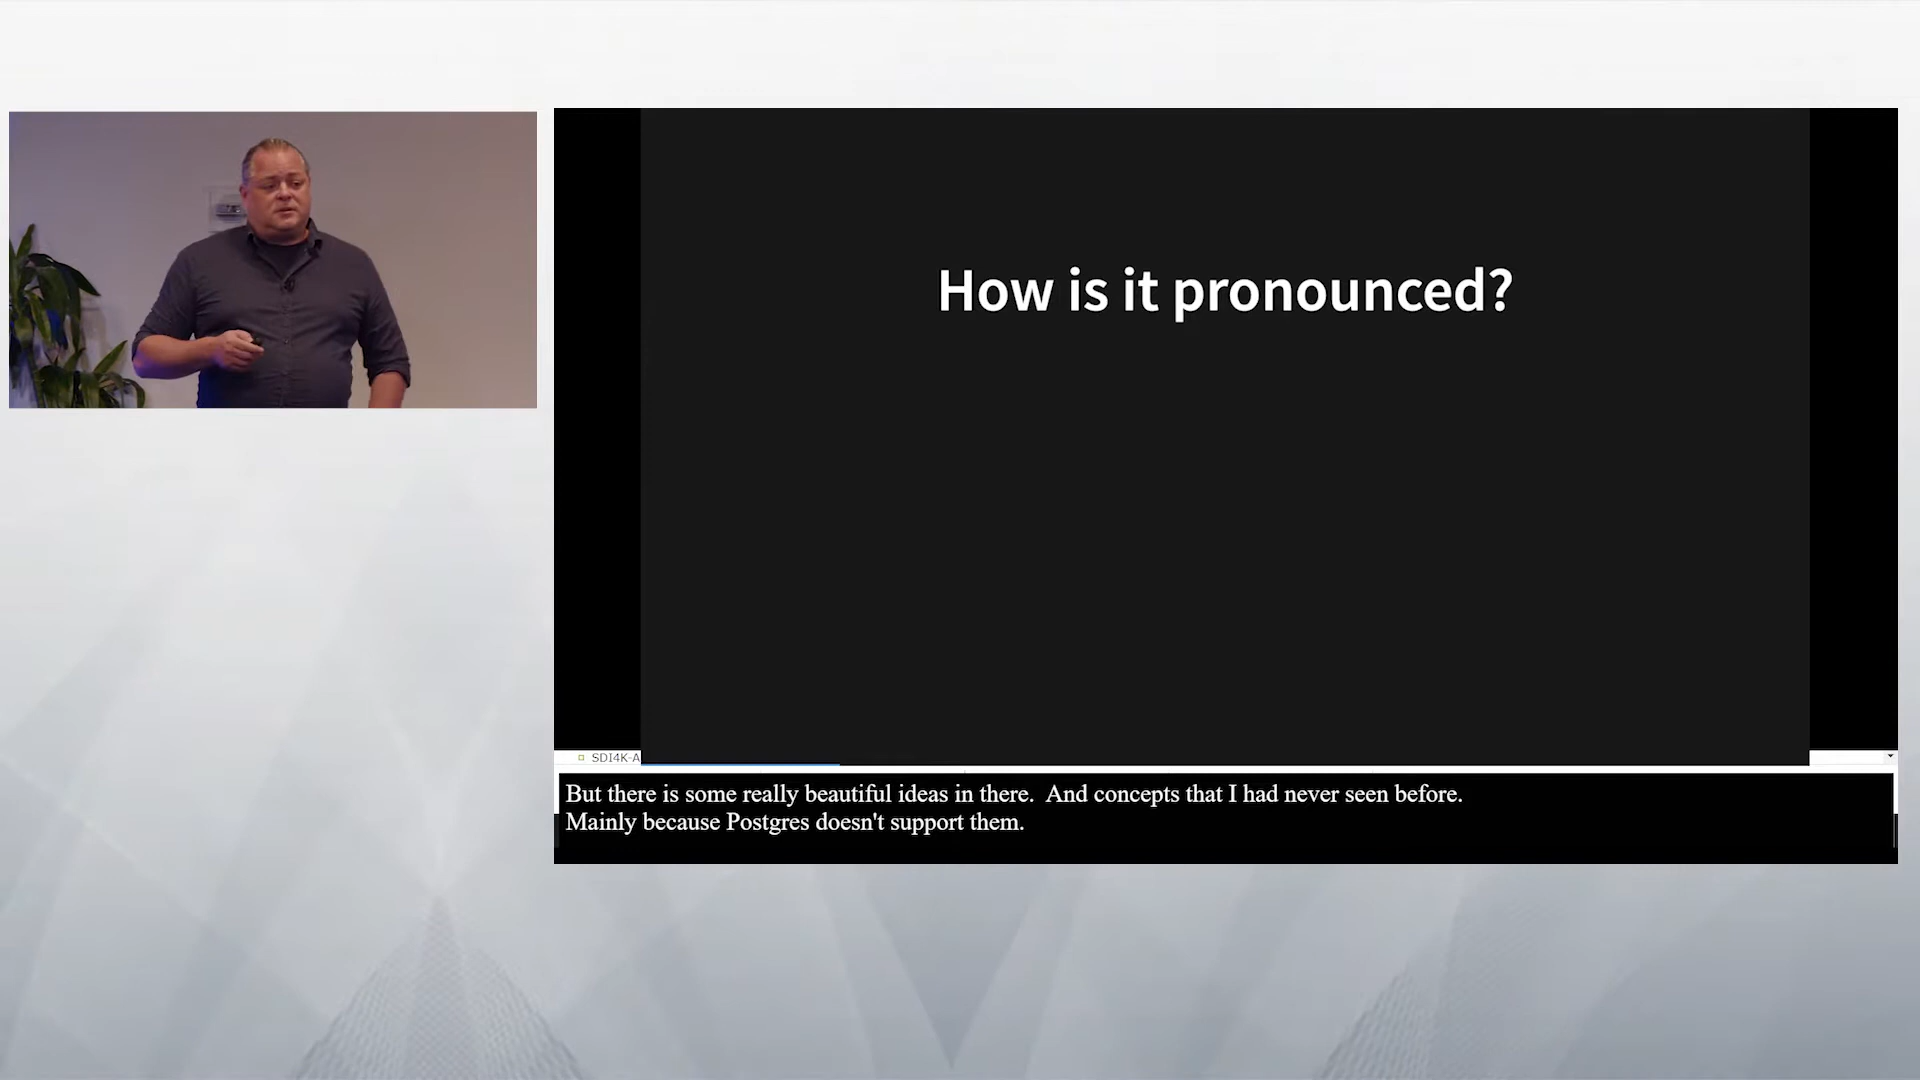 How is it pronounced?
SDI4K-A
But there is some really beautiful ideas in there.  And concepts that I had never seen before.
Mainly because Postgres doesn't support them.